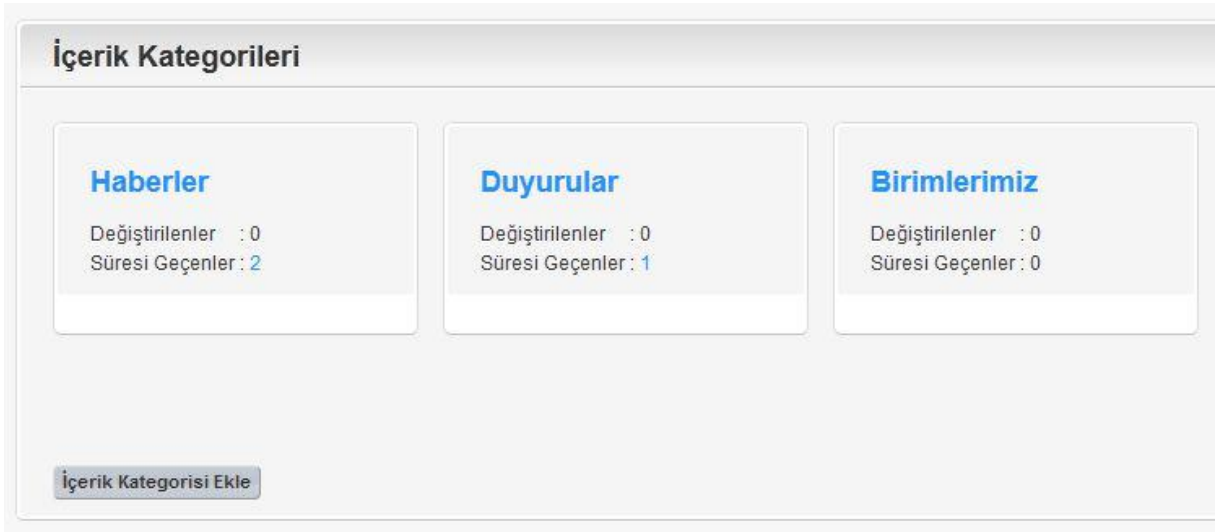 İçerik Kategorileri
Haberler
Değiştirilenler : 0
Süresi Geçenler : 2
Duyurular
Değiştirilenler : 0
Süresi Geçenler : 1
Birimlerimiz
Değiştirilenler : 0
Süresi Geçenler : 0
İçerik Kategorisi Ekle